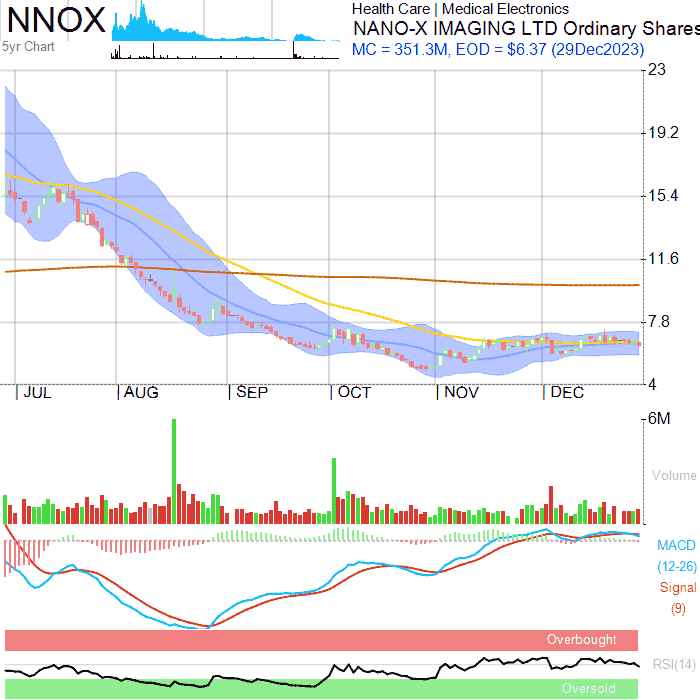 NNOX
5yr Chart
Health Care | Medical Electronics
NANO-X IMAGING LTD Ordinary Shares
MC = 351.3M, EOD = $6.37 (29Dec2023)
23
19.2
15.4
11.6
7.8
4
JUL AUG SEP OCT NOV DEC
6M
Volume
MACD
(12-26)
Signal
(9)
Overbought
RSI(14)
Oversold